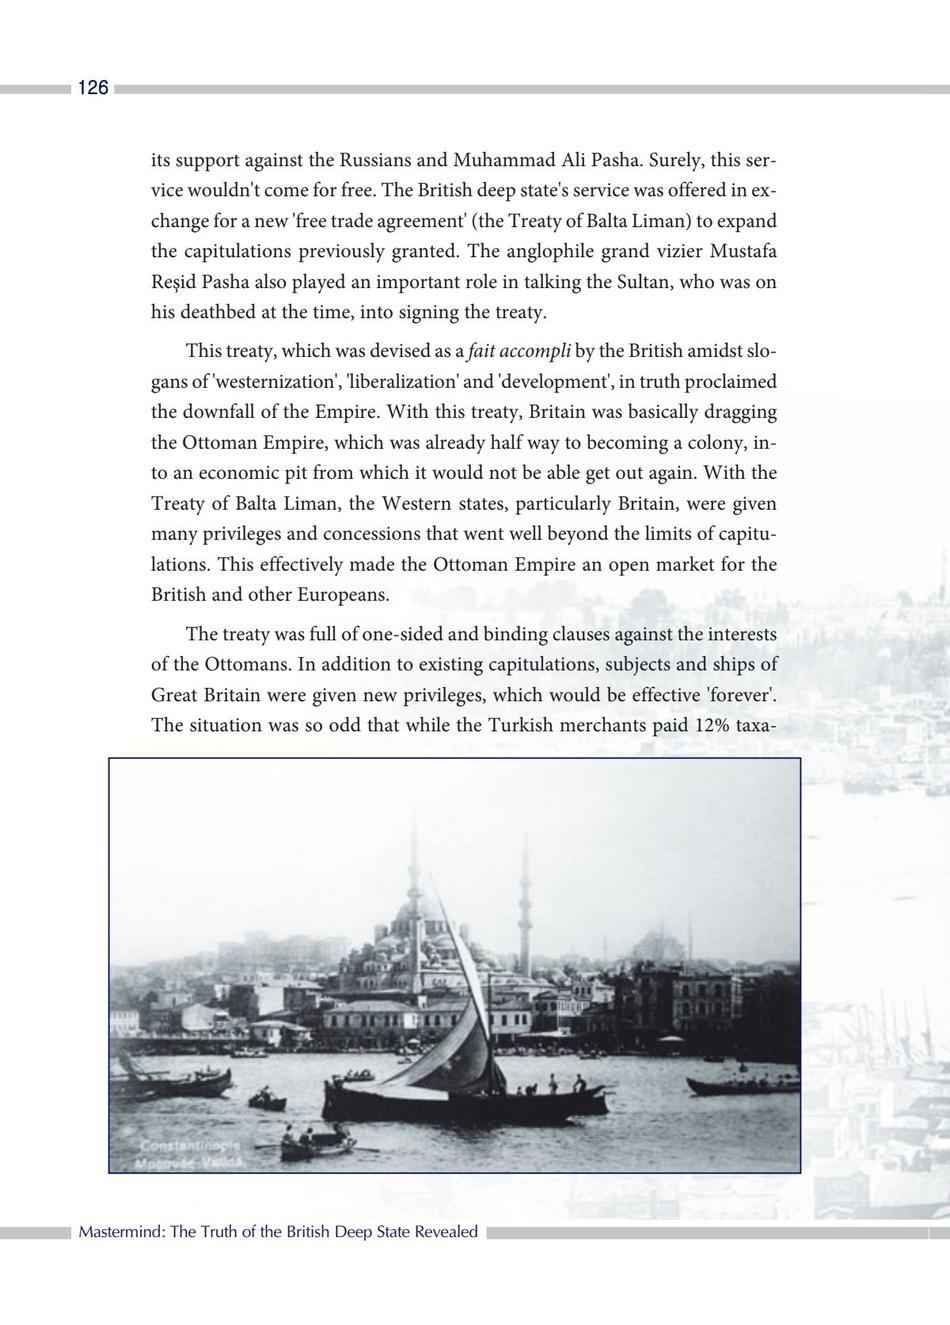 126
its support against the Russians and Muhammad Ali Pasha. Surely, this ser-
vice wouldn't come for free. The British deep state's service was offered in ex-
change for a new 'free trade agreement' (the Treaty of Balta Liman) to expand
the capitulations previously granted. The anglophile grand vizier Mustafa
Reşid Pasha also played an important role in talking the Sultan, who was on
his deathbed at the time, into signing the treaty.
This treaty, which was devised as a fait accompli by the British amidst slo-
gans of 'westernization', 'liberalization' and 'development', in truth proclaimed
the downfall of the Empire. With this treaty, Britain was basically dragging
the Ottoman Empire, which was already half way to becoming a colony, in-
to an economic pit from which it would not be able get out again. With the
Treaty of Balta Liman, the Western states, particularly Britain, were given
many privileges and concessions that went well beyond the limits of capitu-
lations. This effectively made the Ottoman Empire an open market for the
British and other Europeans.
The treaty was full of one-sided and binding clauses against the interests
of the Ottomans. In addition to existing capitulations, subjects and ships of
Great Britain were given new privileges, which would be effective 'forever'.
The situation was so odd that while the Turkish merchants paid 12% taxa-
Constantinople
Mosquée Validé
Mastermind: The Truth of the British Deep State Revealed